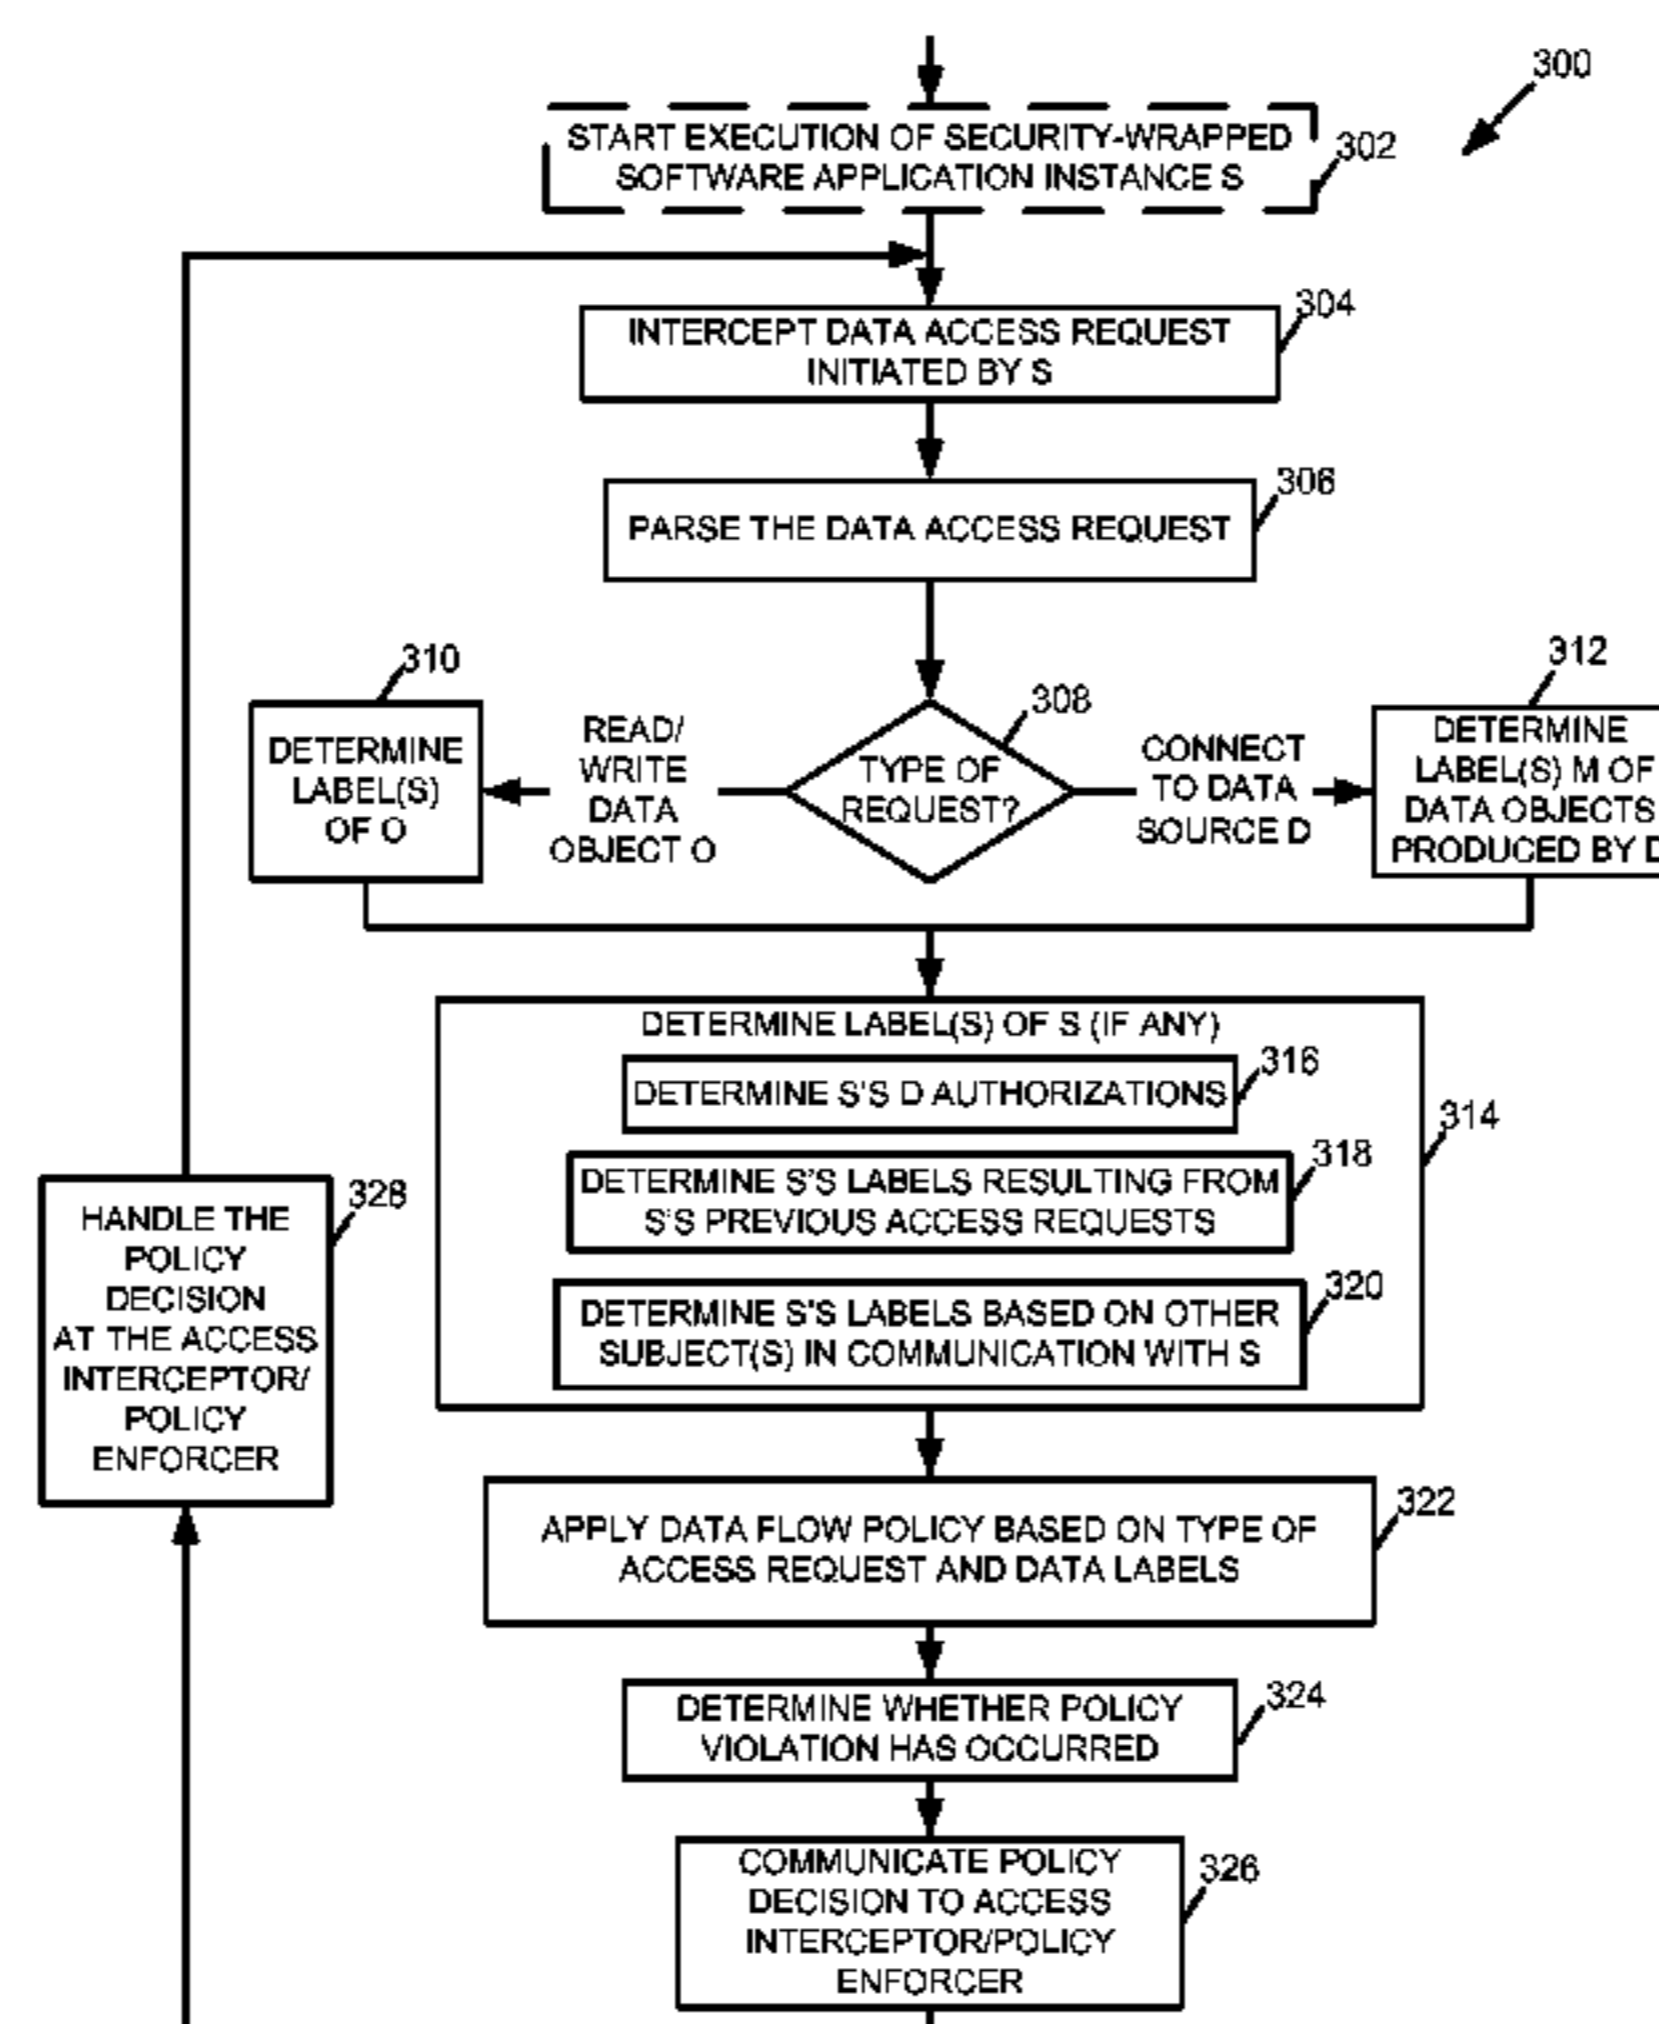 300
START EXECUTION OF SECURITY-WRAPPED
SOFTWARE APPLICATION INSTANCE S
302
304
INTERCEPT DATA ACCESS REQUEST
INITIATED BY S
306
PARSE THE DATA ACCESS REQUEST
310
DETERMINE
LABEL(S)
OF O
READ/
WRITE
DATA
OBJECT O
308
TYPE OF
REQUEST?
CONNECT
TO DATA
SOURCE D
312
DETERMINE
LABEL(S) M OF
DATA OBJECTS
PRODUCED BY D
DETERMINE LABEL(S) OF S (IF ANY)
316
DETERMINE S'S D AUTHORIZATIONS
314
318
DETERMINE S'S LABELS RESULTING FROM
S'S PREVIOUS ACCESS REQUESTS
320
DETERMINE S'S LABELS BASED ON OTHER
SUBJECT(S) IN COMMUNICATION WITH S
328
HANDLE THE
POLICY
DECISION
AT THE ACCESS
INTERCEPTOR/
POLICY
ENFORCER
322
APPLY DATA FLOW POLICY BASED ON TYPE OF
ACCESS REQUEST AND DATA LABELS
324
DETERMINE WHETHER POLICY
VIOLATION HAS OCCURRED
326
COMMUNICATE POLICY
DECISION TO ACCESS
INTERCEPTOR/POLICY
ENFORCER